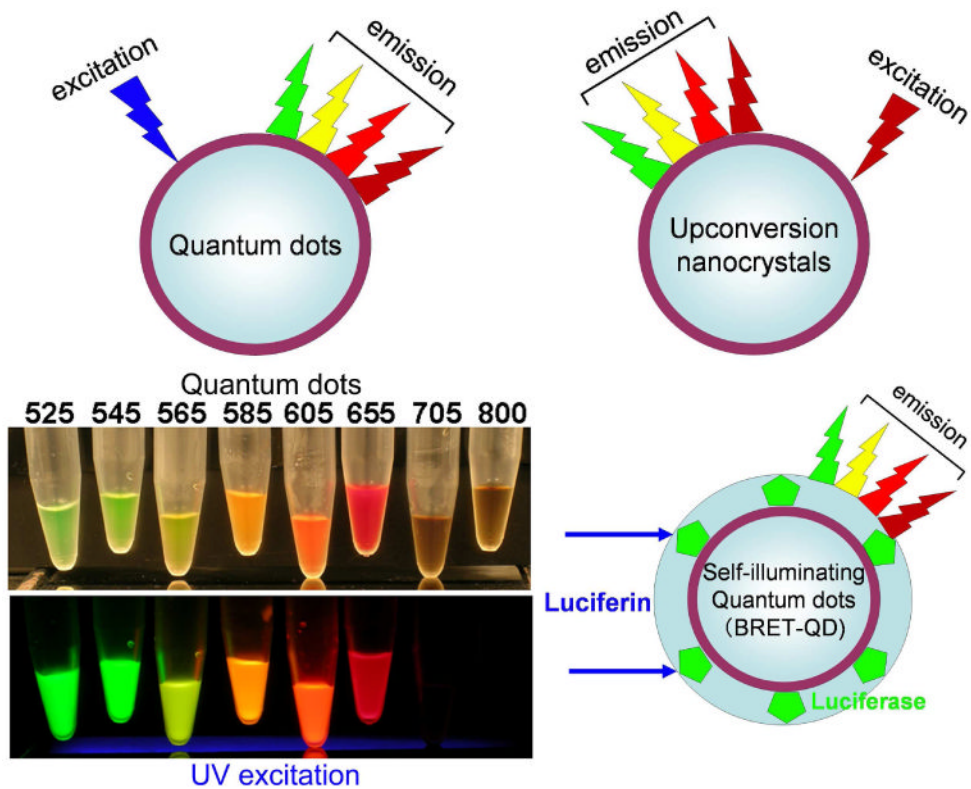 excitation
emission
Quantum dots
emission
excitation
Upconversion
nanocrystals
Quantum dots
525 545 565 585 605 655 705 800
UV excitation
emission
Luciferin
Self-illuminating
Quantum dots
(BRET-QD)
Luciferase